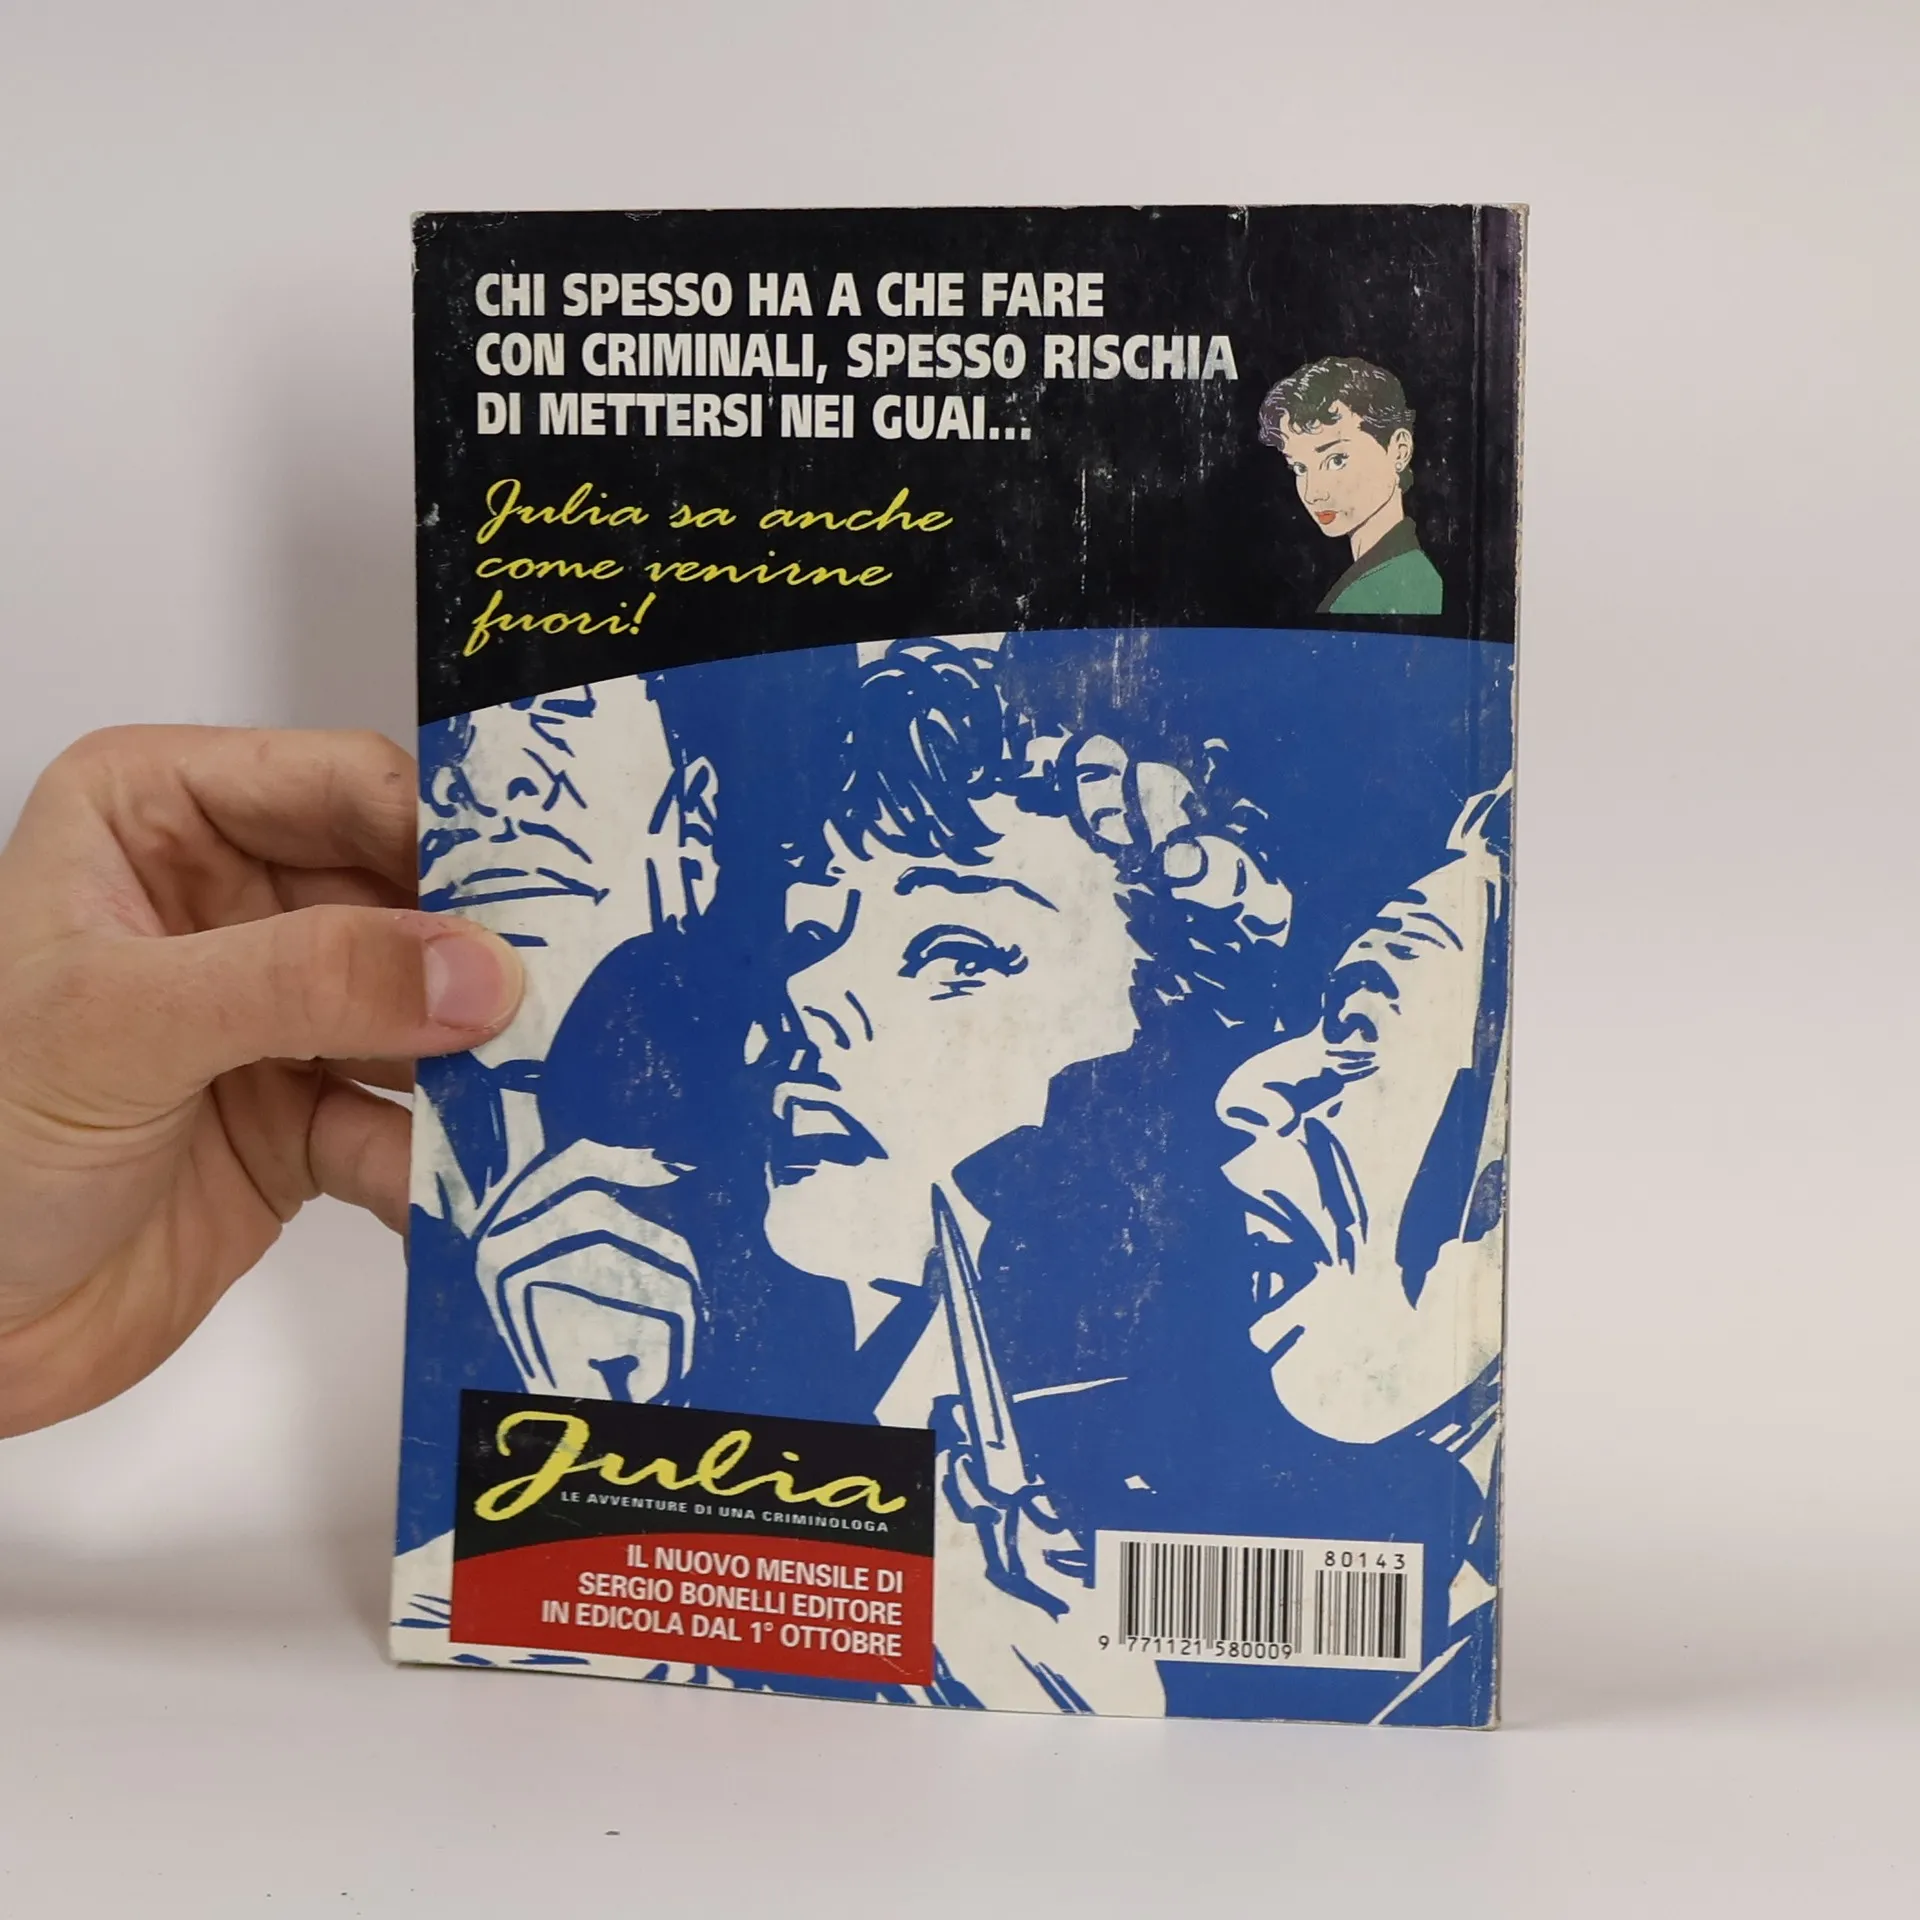 CHI SPESSO HA A CHE FARE
CON CRIMINALI, SPESSO RISCHIA
DI METTERSI NEI GUAI...
Julia sa anche
come venirne
fuori!
Julia
LE AVVENTURE DI UNA CRIMINOLOGA
IL NUOVO MENSILE DI
SERGIO BONELLI EDITORE
IN EDICOLA DAL 1° OTTOBRE
80143
9 771121 580009